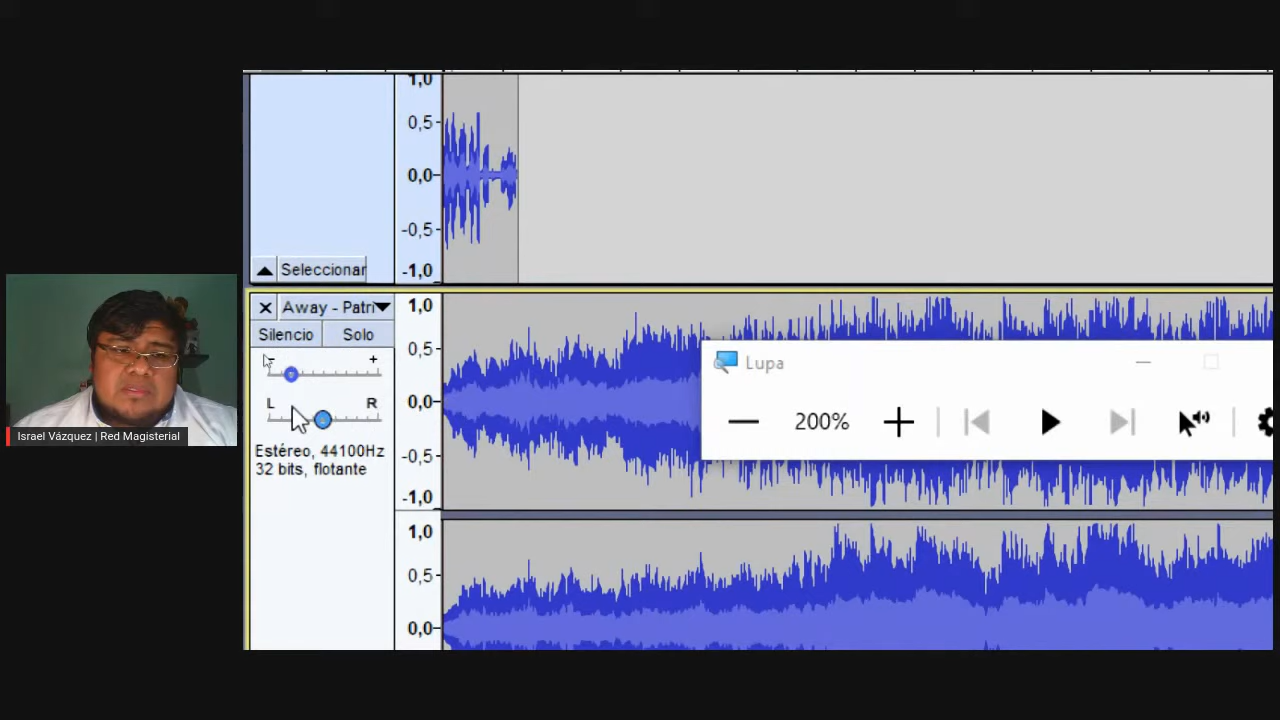 1,0
0,5
0,0
-0,5
-1,0
Seleccionar
Away - Patri
Silencio Solo
- +
L R
Estéreo, 44100Hz
32 bits, flotante
1,0
0,5
0,0
-0,5
-1,0
Lupa
200%
1,0
0,5
0,0
Israel Vázquez | Red Magisterial